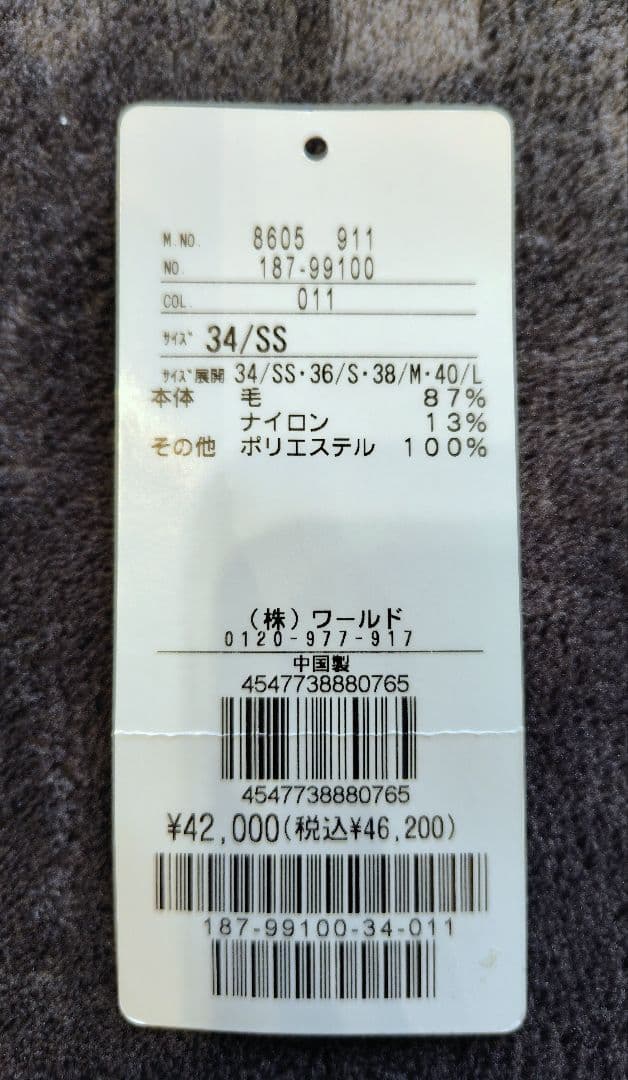 M.NO. 8605 911
NO. 187-99100
COL. 011
ｻｲｽﾞ 34/SS
ｻｲｽﾞ展開 34/SS・36/S・38/M・40/L
本体 毛 87%
ナイロン 13%
その他 ポリエステル 100%
(株)ワールド
0120-977-917
中国製
4547738880765
4547738880765
¥42,000(税込¥46,200)
187-99100-34-011